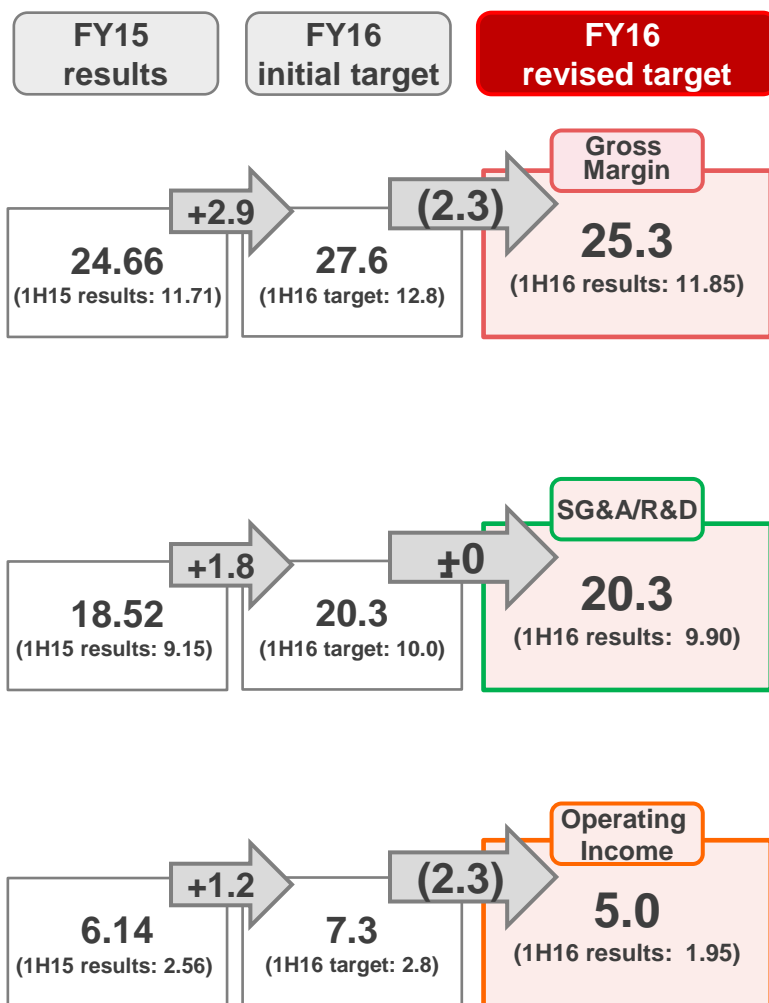 FY15
results
FY16
initial target
FY16
revised target
Gross
Margin
+2.9
(2.3)
24.66
(1H15 results: 11.71)
27.6
(1H16 target: 12.8)
25.3
(1H16 results: 11.85)
SG&A/R&D
+1.8
±0
18.52
(1H15 results: 9.15)
20.3
(1H16 target: 10.0)
20.3
(1H16 results: 9.90)
Operating
Income
+1.2
(2.3)
6.14
(1H15 results: 2.56)
7.3
(1H16 target: 2.8)
5.0
(1H16 results: 1.95)